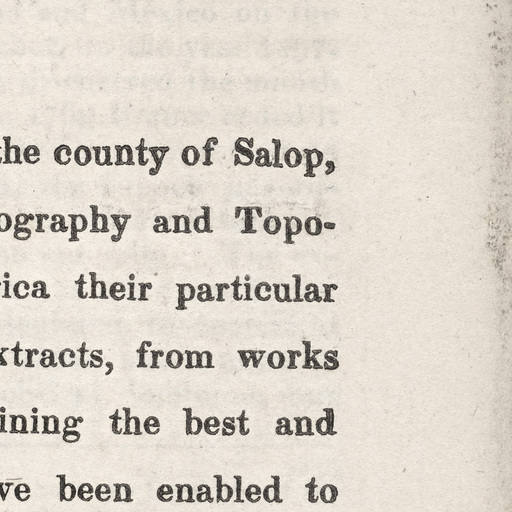 the county of Salop,
ography and Topo-
rica their particular
xtracts, from works
ining the best and
ve been enabled to